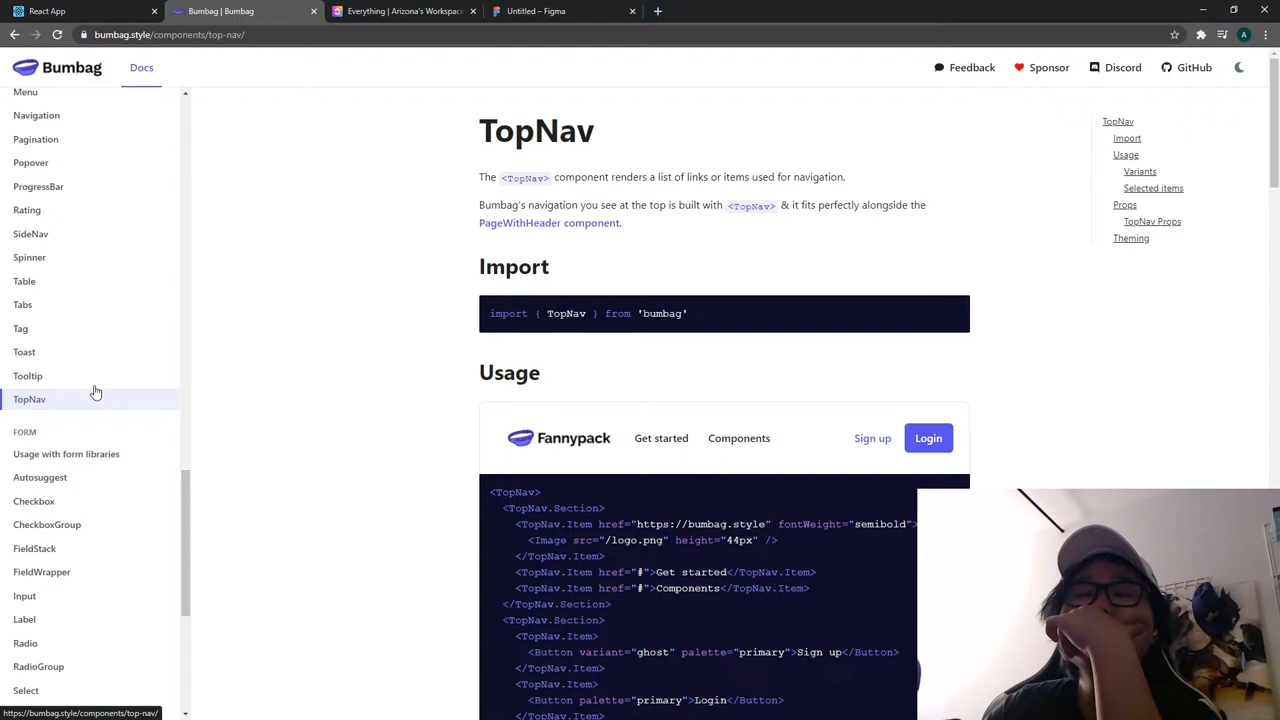 React App
Bumbag | Bumbag
Everything | Arizona's Workspace
Untitled – Figma
bumbag.style/components/top-nav/
A
Bumbag
Docs
Feedback
Sponsor
Discord
GitHub
Menu
Navigation
Pagination
Popover
ProgressBar
Rating
SideNav
Spinner
Table
Tabs
Tag
Toast
Tooltip
TopNav
FORM
Usage with form libraries
Autosuggest
Checkbox
CheckboxGroup
FieldStack
FieldWrapper
Input
Label
Radio
RadioGroup
Select
https://bumbag.style/components/top-nav/
TopNav
The <TopNav> component renders a list of links or items used for navigation.
Bumbag's navigation you see at the top is built with <TopNav> & it fits perfectly alongside the
PageWithHeader component.
Import
import { TopNav } from 'bumbag'
Usage
Fannypack Get started Components Sign up Login
<TopNav>
<TopNav.Section>
<TopNav.Item href="https://bumbag.style" fontWeight="semibold">
<Image src="/logo.png" height="44px" />
</TopNav.Item>
<TopNav.Item href="#">Get started</TopNav.Item>
<TopNav.Item href="#">Components</TopNav.Item>
</TopNav.Section>
<TopNav.Section>
<TopNav.Item>
<Button variant="ghost" palette="primary">Sign up</Button>
</TopNav.Item>
<TopNav.Item>
<Button palette="primary">Login</Button>
</TopNav.Item>
TopNav
Import
Usage
Variants
Selected items
Props
TopNav Props
Theming